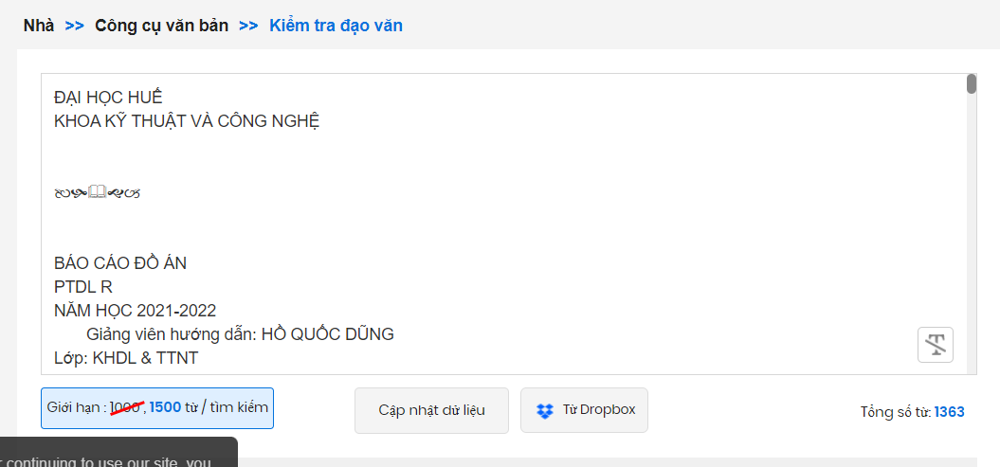 Nhà >> Công cụ văn bản >> Kiểm tra đạo văn
ĐẠI HỌC HUẾ
KHOA KỸ THUẬT VÀ CÔNG NGHỆ
BÁO CÁO ĐỒ ÁN
PTDL R
NĂM HỌC 2021-2022
Giảng viên hướng dẫn: HỒ QUỐC DŨNG
Lớp: KHDL & TTNT
Giới hạn : 1000 , 1500 từ / tìm kiếm
Cập nhật dữ liệu
Từ Dropbox
Tổng số từ: 1363
continuing to use our site, you